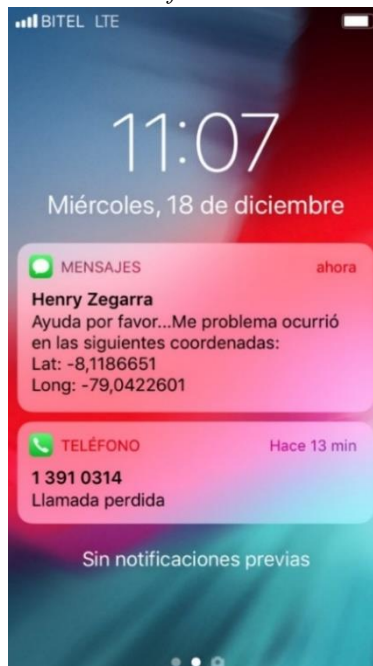 BITEL LTE
11:07
Miércoles, 18 de diciembre
MENSAJES ahora
Henry Zegarra
Ayuda por favor...Me problema ocurrió
en las siguientes coordenadas:
Lat: -8,1186651
Long: -79,0422601
TELÉFONO Hace 13 min
1 391 0314
Llamada perdida
Sin notificaciones previas